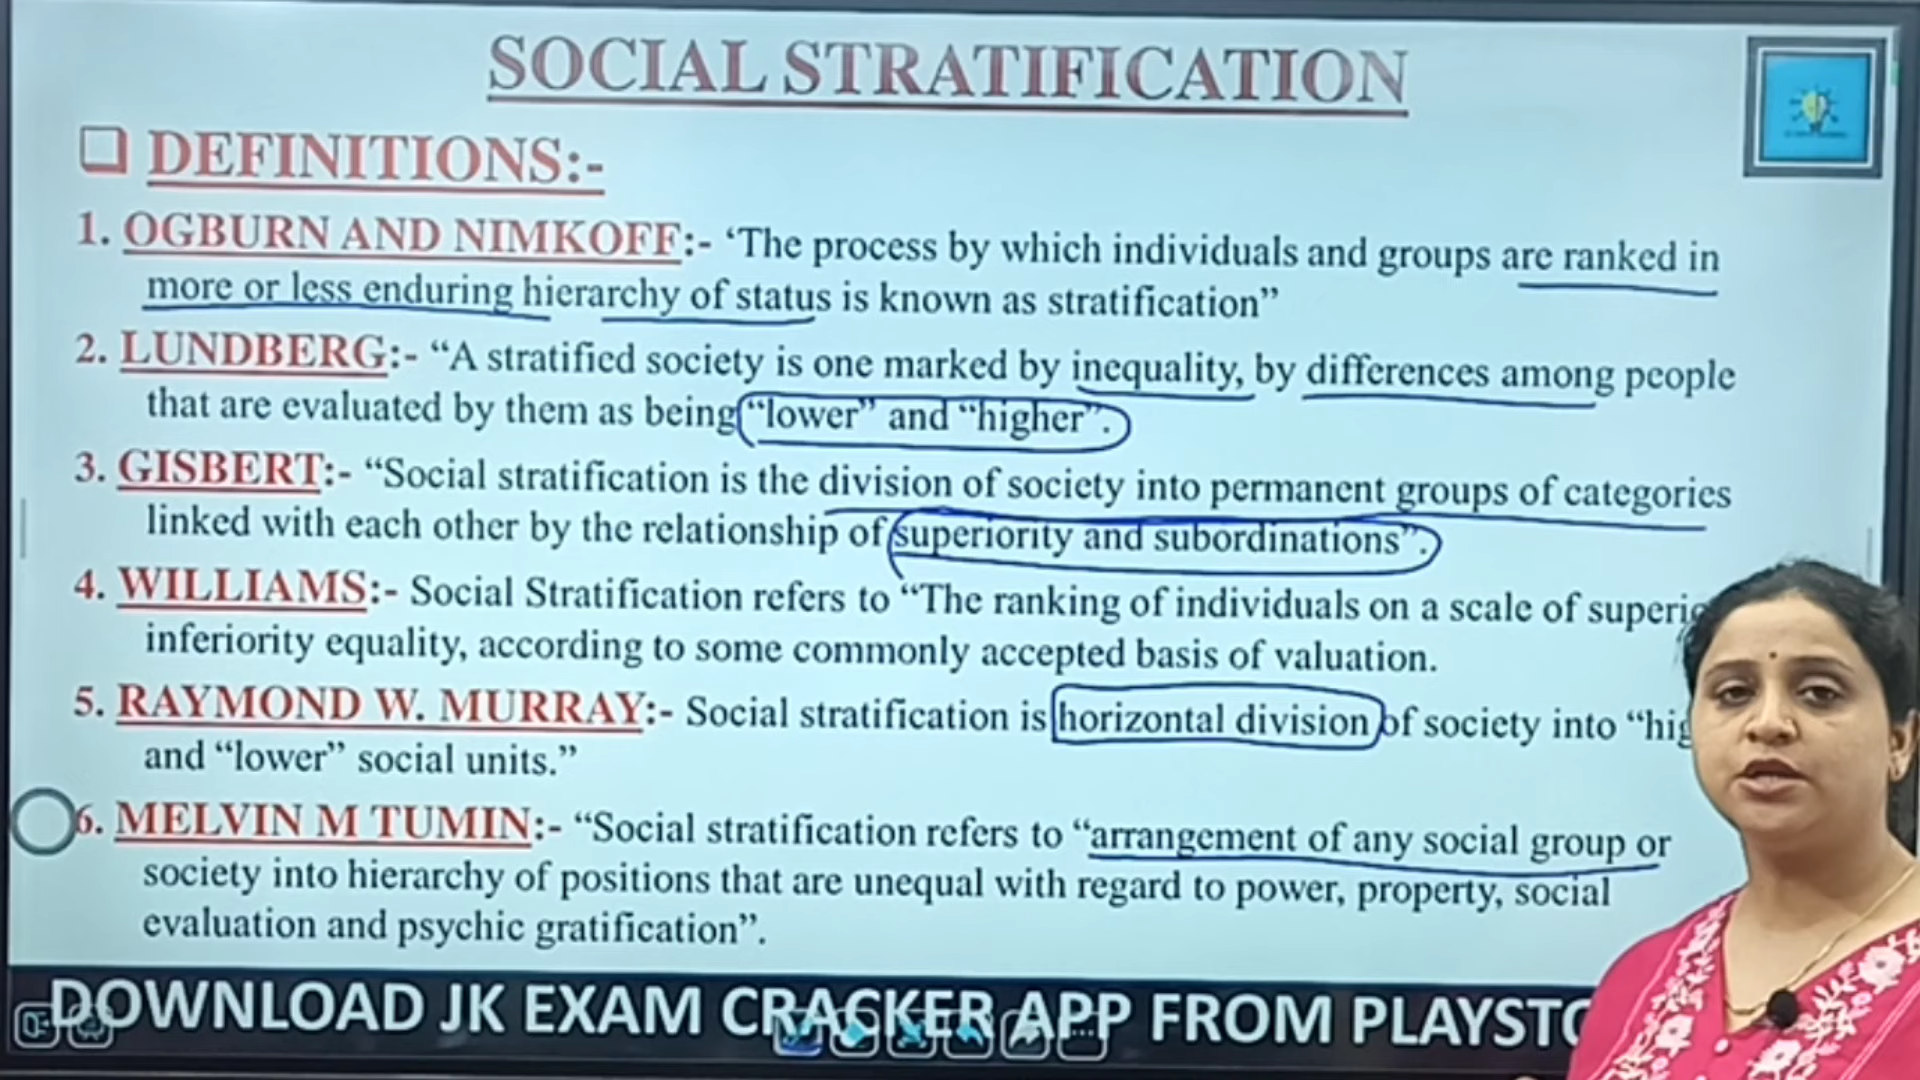 SOCIAL STRATIFICATION
❑ DEFINITIONS:-
1. OGBURN AND NIMKOFF:- ‘The process by which individuals and groups are ranked in
more or less enduring hierarchy of status is known as stratification”
2. LUNDBERG:- “A stratified society is one marked by inequality, by differences among people
that are evaluated by them as being “lower” and “higher”.
3. GISBERT:- “Social stratification is the division of society into permanent groups of categories
linked with each other by the relationship of superiority and subordinations”.
4. WILLIAMS:- Social Stratification refers to “The ranking of individuals on a scale of
inferiority equality, according to some commonly accepted basis of valuation.
5. RAYMOND W. MURRAY:- Social stratification is horizontal division of society into
and “lower” social units.”
6. MELVIN M TUMIN:- “Social stratification refers to “arrangement of any social group or
society into hierarchy of positions that are unequal with regard to power, property, social
evaluation and psychic gratification”.
DOWNLOAD JK EXAM CRACKER APP FROM